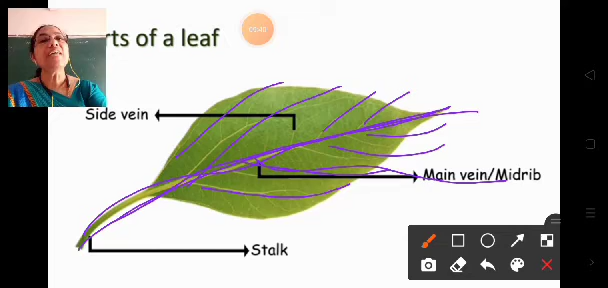 rts of a leaf
Side vein
Main vein/Midrib
Stalk